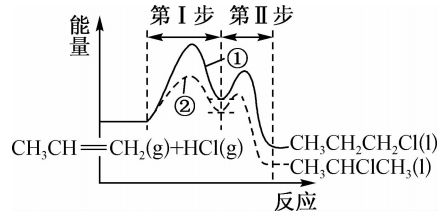 能量
第Ⅰ步 第Ⅱ步
①
②
CH₃CH═CH₂(g)+HCl(g)
CH₃CH₂CH₂Cl(l)
CH₃CHClCH₃(l)
反应